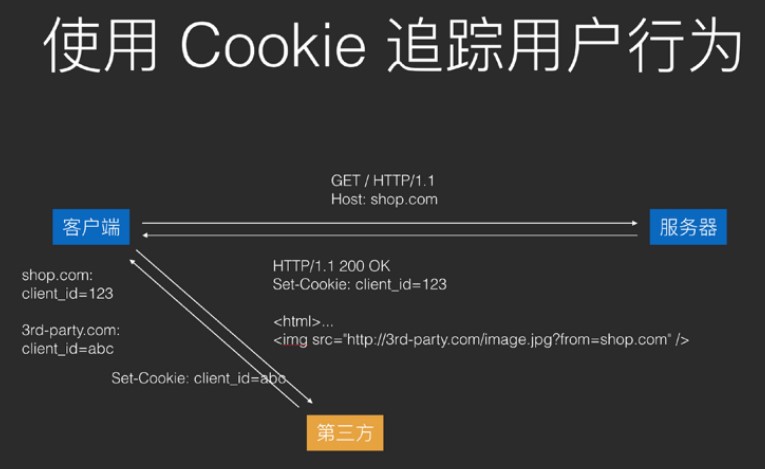 使用 Cookie 追踪用户行为
GET / HTTP/1.1
Host: shop.com
客户端
服务器
HTTP/1.1 200 OK
Set-Cookie: client_id=123
<html>...
<img src="http://3rd-party.com/image.jpg?from=shop.com" />
shop.com:
client_id=123
3rd-party.com:
client_id=abc
Set-Cookie: client_id=abc
第三方